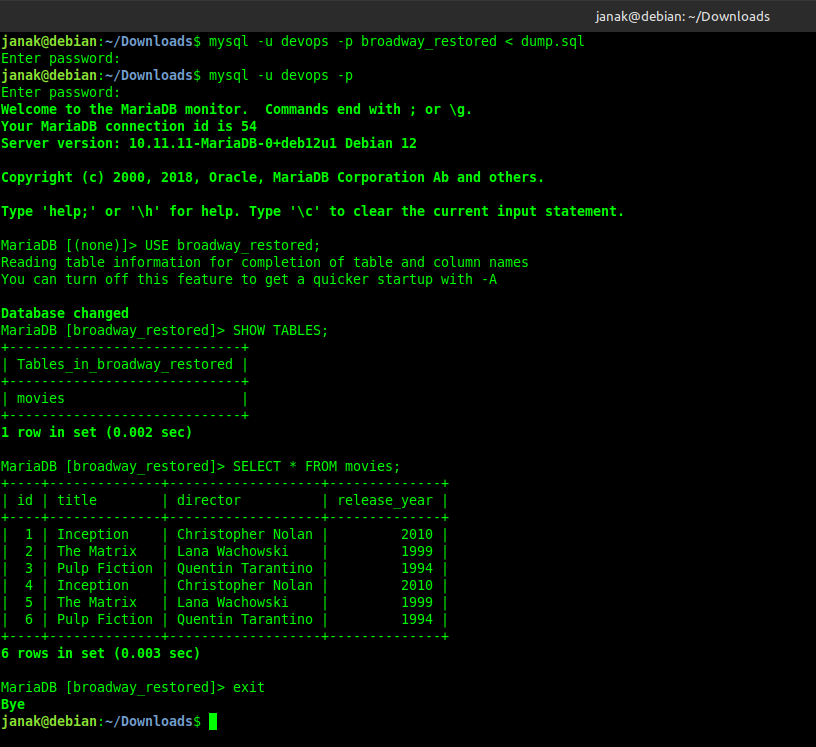 janak@debian: ~/Downloads
janak@debian:~/Downloads$ mysql -u devops -p broadway_restored < dump.sql
Enter password:
janak@debian:~/Downloads$ mysql -u devops -p
Enter password:
Welcome to the MariaDB monitor.  Commands end with ; or \g.
Your MariaDB connection id is 54
Server version: 10.11.11-MariaDB-0+deb12u1 Debian 12
Copyright (c) 2000, 2018, Oracle, MariaDB Corporation Ab and others.
Type 'help;' or '\h' for help. Type '\c' to clear the current input statement.
MariaDB [(none)]> USE broadway_restored;
Reading table information for completion of table and column names
You can turn off this feature to get a quicker startup with -A
Database changed
MariaDB [broadway_restored]> SHOW TABLES;
+-----------------------------+
| Tables_in_broadway_restored |
+-----------------------------+
| movies                      |
+-----------------------------+
1 row in set (0.002 sec)
MariaDB [broadway_restored]> SELECT * FROM movies;
+----+--------------+-------------------+--------------+
| id | title        | director          | release_year |
+----+--------------+-------------------+--------------+
|  1 | Inception    | Christopher Nolan |         2010 |
|  2 | The Matrix   | Lana Wachowski    |         1999 |
|  3 | Pulp Fiction | Quentin Tarantino |         1994 |
|  4 | Inception    | Christopher Nolan |         2010 |
|  5 | The Matrix   | Lana Wachowski    |         1999 |
|  6 | Pulp Fiction | Quentin Tarantino |         1994 |
+----+--------------+-------------------+--------------+
6 rows in set (0.003 sec)
MariaDB [broadway_restored]> exit
Bye
janak@debian:~/Downloads$